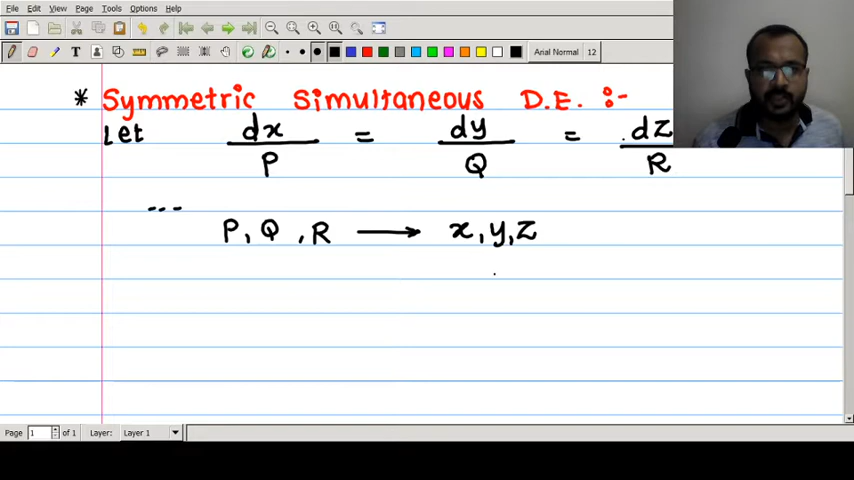 File Edit View Page Tools Options Help
Arial Normal 12
* Symmetric Simultaneous D.E. :-
Let dx/P = dy/Q = dz/R
---
P, Q, R → x, y, z
Page 1 of 1 Layer: Layer 1